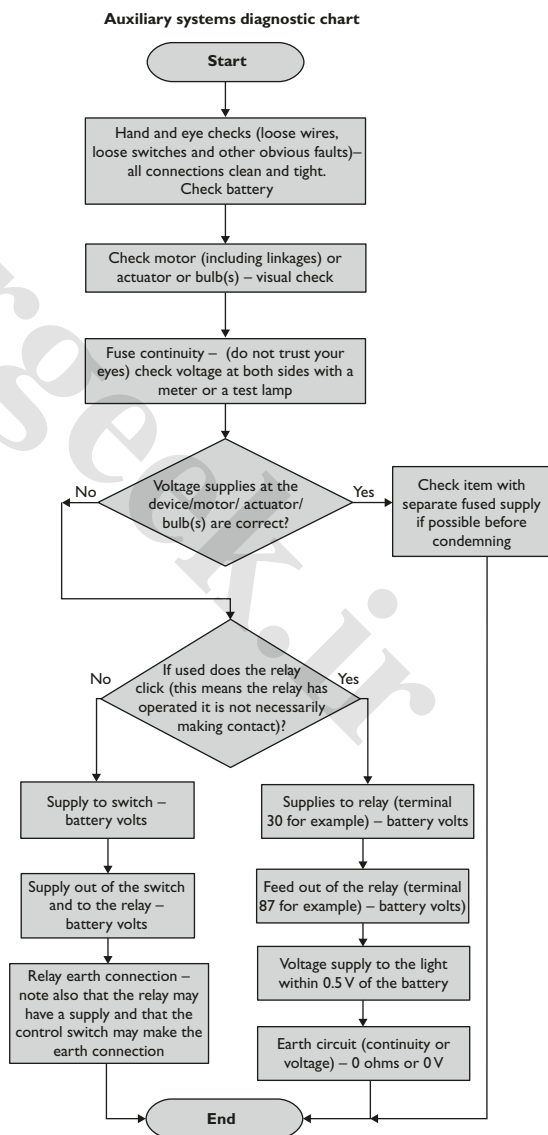 Auxiliary systems diagnostic chart
Start
Hand and eye checks (loose wires,
loose switches and other obvious faults)–
all connections clean and tight.
Check battery
Check motor (including linkages) or
actuator or bulb(s) – visual check
Fuse continuity – (do not trust your
eyes) check voltage at both sides with a
meter or a test lamp
No
Voltage supplies at the
device/motor/ actuator/
bulb(s) are correct?
Yes
Check item with
separate fused supply
if possible before
condemning
No
If used does the relay
click (this means the relay has
operated it is not necessarily
making contact)?
Yes
Supply to switch –
battery volts
Supply out of the switch
and to the relay –
battery volts
Relay earth connection –
note also that the relay may
have a supply and that the
control switch may make the
earth connection
Supplies to relay (terminal
30 for example) – battery volts
Feed out of the relay (terminal
87 for example) – battery volts)
Voltage supply to the light
within 0.5 V of the battery
Earth circuit (continuity or
voltage) – 0 ohms or 0 V
End
rgeek.ir